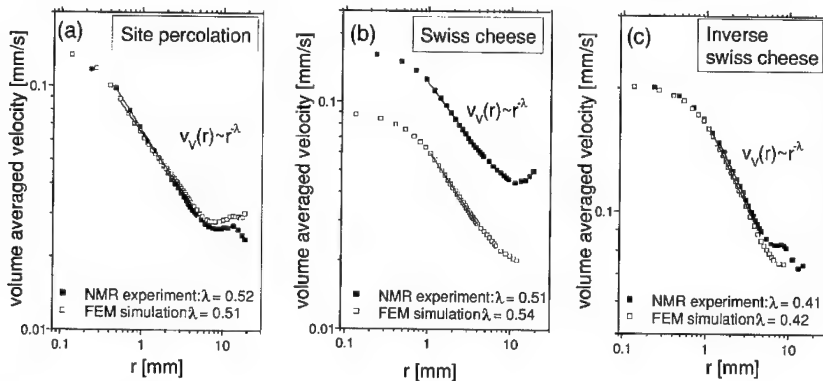 (a)
Site percolation
volume averaged velocity [mm/s]
0.1
0.01
v_V(r)~r^-λ
NMR experiment:λ = 0.52
FEM simulation:λ = 0.51
0.1 1 10
r [mm]
(b)
Swiss cheese
volume averaged velocity [mm/s]
0.1
0.01
v_V(r)~r^-λ
NMR experiment:λ = 0.51
FEM simulation:λ = 0.54
0.1 1 10
r [mm]
(c)
Inverse
swiss cheese
volume averaged velocity [mm/s]
0.1
v_V(r)~r^-λ
NMR experiment:λ = 0.41
FEM simulation:λ = 0.42
0.1 1 10
r [mm]